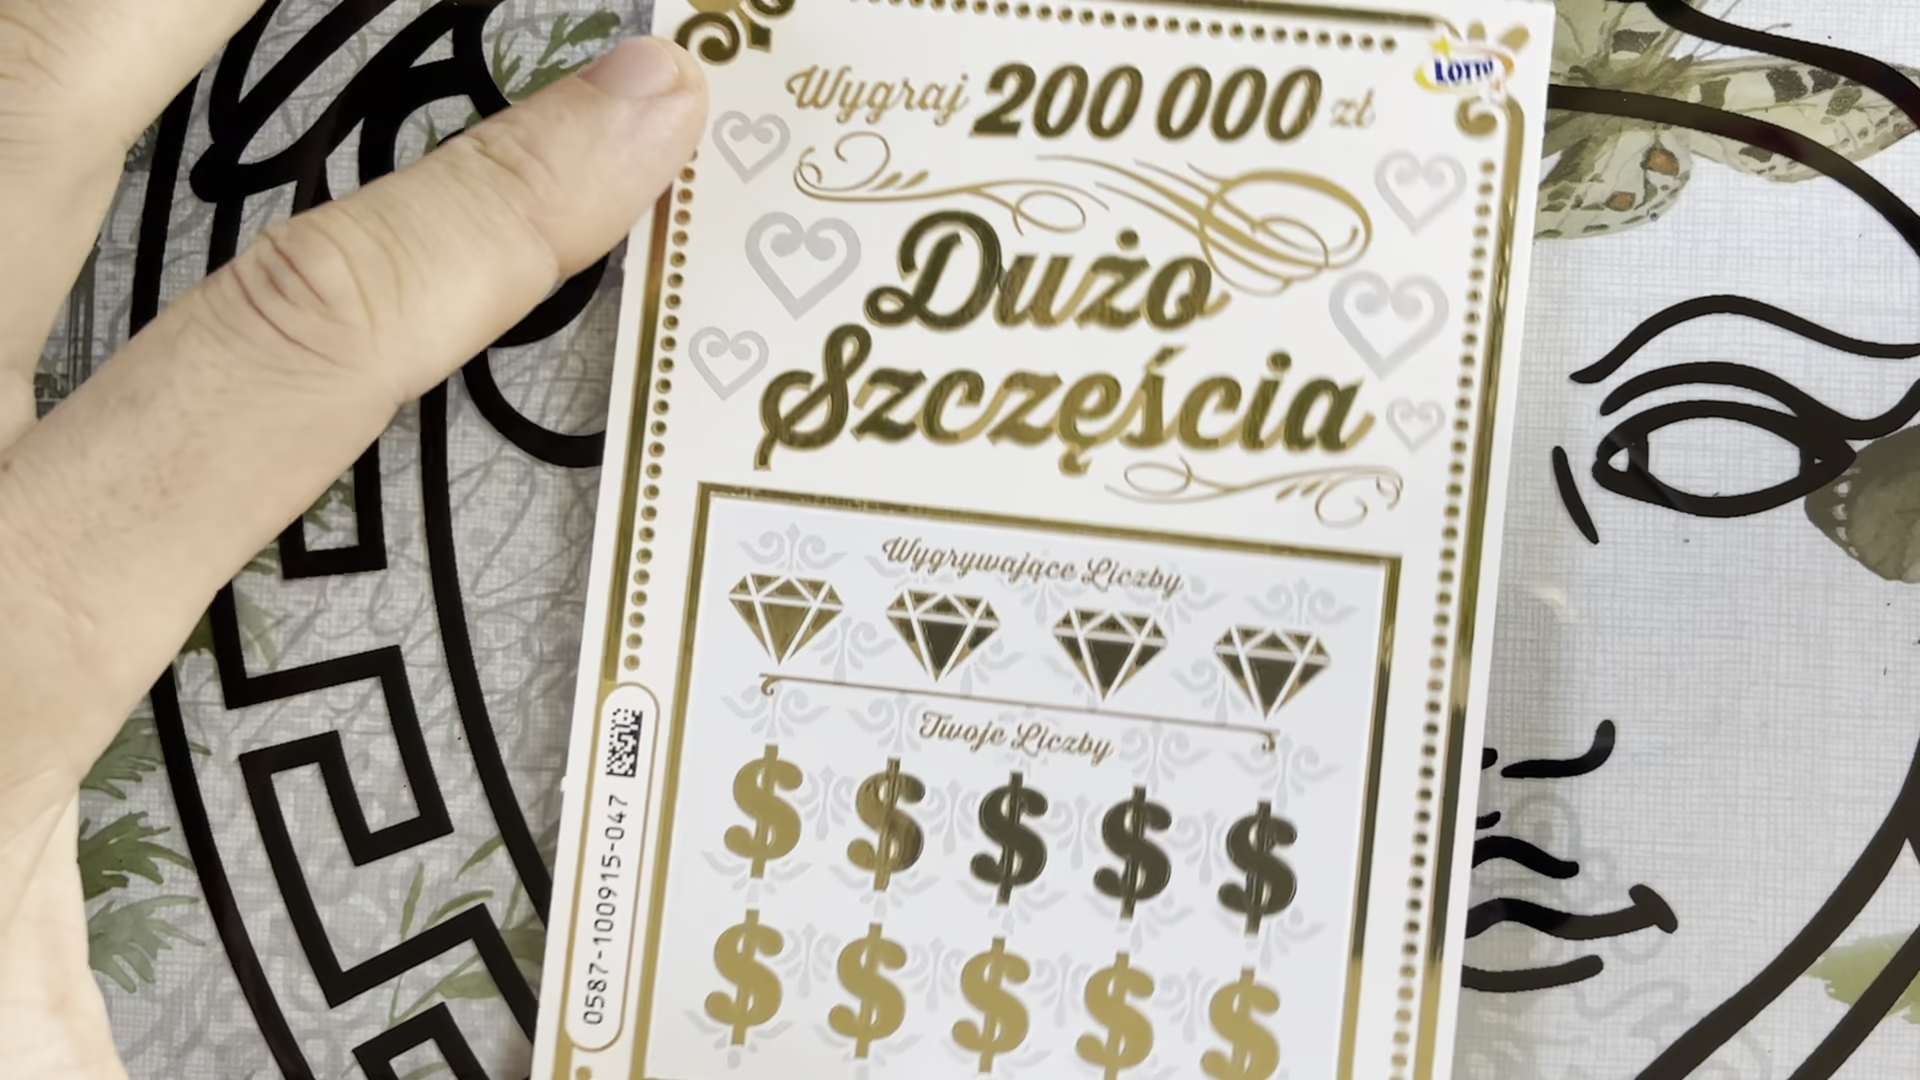 Wygraj 200 000 zł
Dużo
Szczęścia
Wygrywające Liczby
Twoje Liczby
$ $ $ $ $
$ $ $ $ $
0587-100915-047